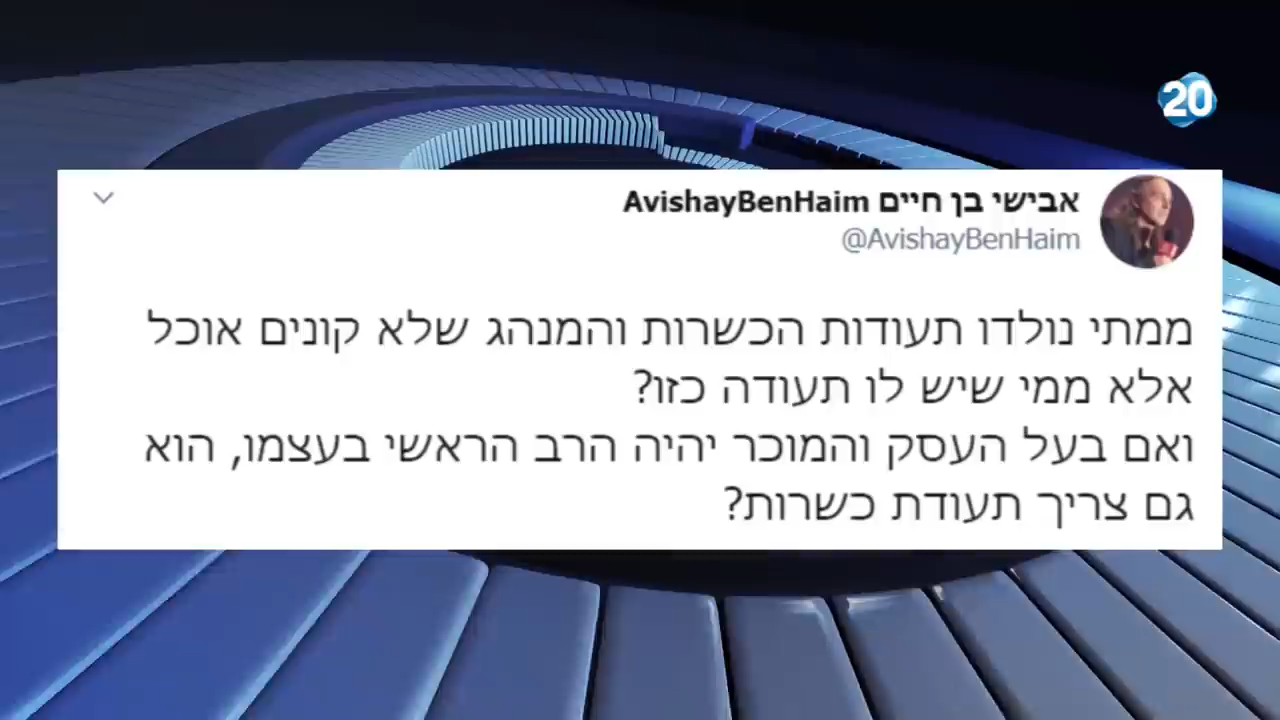 20
אבישי בן חיים AvishayBenHaim
@AvishayBenHaim
ממתי נולדו תעודות הכשרות והמנהג שלא קונים אוכל
אלא ממי שיש לו תעודה כזו?
ואם בעל העסק והמוכר יהיה הרב הראשי בעצמו, הוא
גם צריך תעודת כשרות?